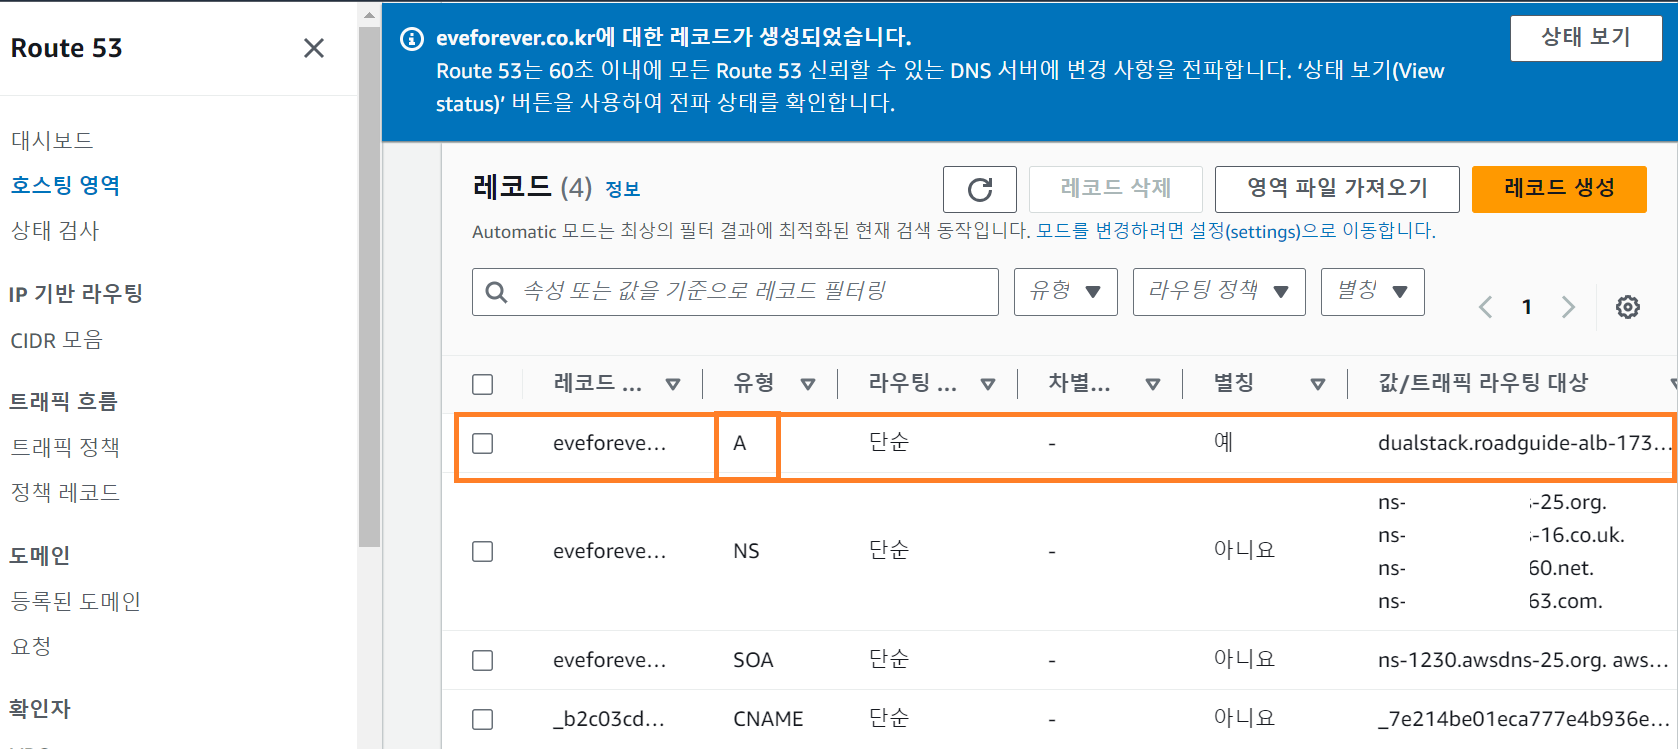 Route 53
대시보드
호스팅 영역
상태 검사
IP 기반 라우팅
CIDR 모음
트래픽 흐름
트래픽 정책
정책 레코드
도메인
등록된 도메인
요청
확인자
eveforever.co.kr에 대한 레코드가 생성되었습니다.
Route 53는 60초 이내에 모든 Route 53 신뢰할 수 있는 DNS 서버에 변경 사항을 전파합니다. ‘상태 보기(View
status)’ 버튼을 사용하여 전파 상태를 확인합니다.
상태 보기
레코드 (4) 정보
레코드 삭제
영역 파일 가져오기
레코드 생성
Automatic 모드는 최상의 필터 결과에 최적화된 현재 검색 동작입니다. 모드를 변경하려면 설정(settings)으로 이동합니다.
속성 또는 값을 기준으로 레코드 필터링
유형
라우팅 정책
별칭
1
레코드 ... 유형 라우팅 ... 차별... 별칭 값/트래픽 라우팅 대상
eveforeve... A 단순 - 예 dualstack.roadguide-alb-173...
eveforeve... NS 단순 - 아니요
ns- -25.org.
ns- -16.co.uk.
ns- 60.net.
ns- 63.com.
eveforeve... SOA 단순 - 아니요 ns-1230.awsdns-25.org. aws...
_b2c03cd... CNAME 단순 - 아니요 _7e214be01eca777e4b936e...